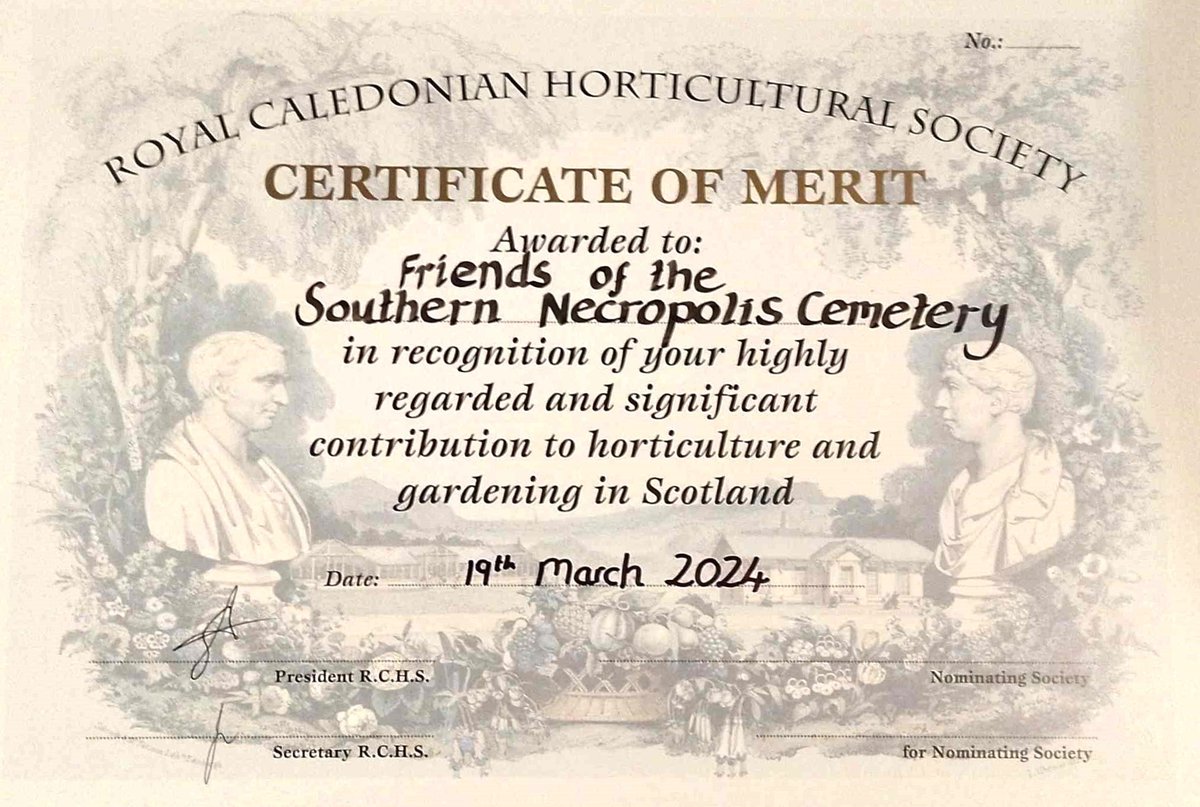 No.:
ROYAL CALEDONIAN HORTICULTURAL SOCIETY
CERTIFICATE OF MERIT
Awarded to:
Friends of the
Southern Necropolis Cemetery
in recognition of your highly
regarded and significant
contribution to horticulture and
gardening in Scotland
Date: 19th March 2024
President R.C.H.S.
Nominating Society
Secretary R.C.H.S.
for Nominating Society